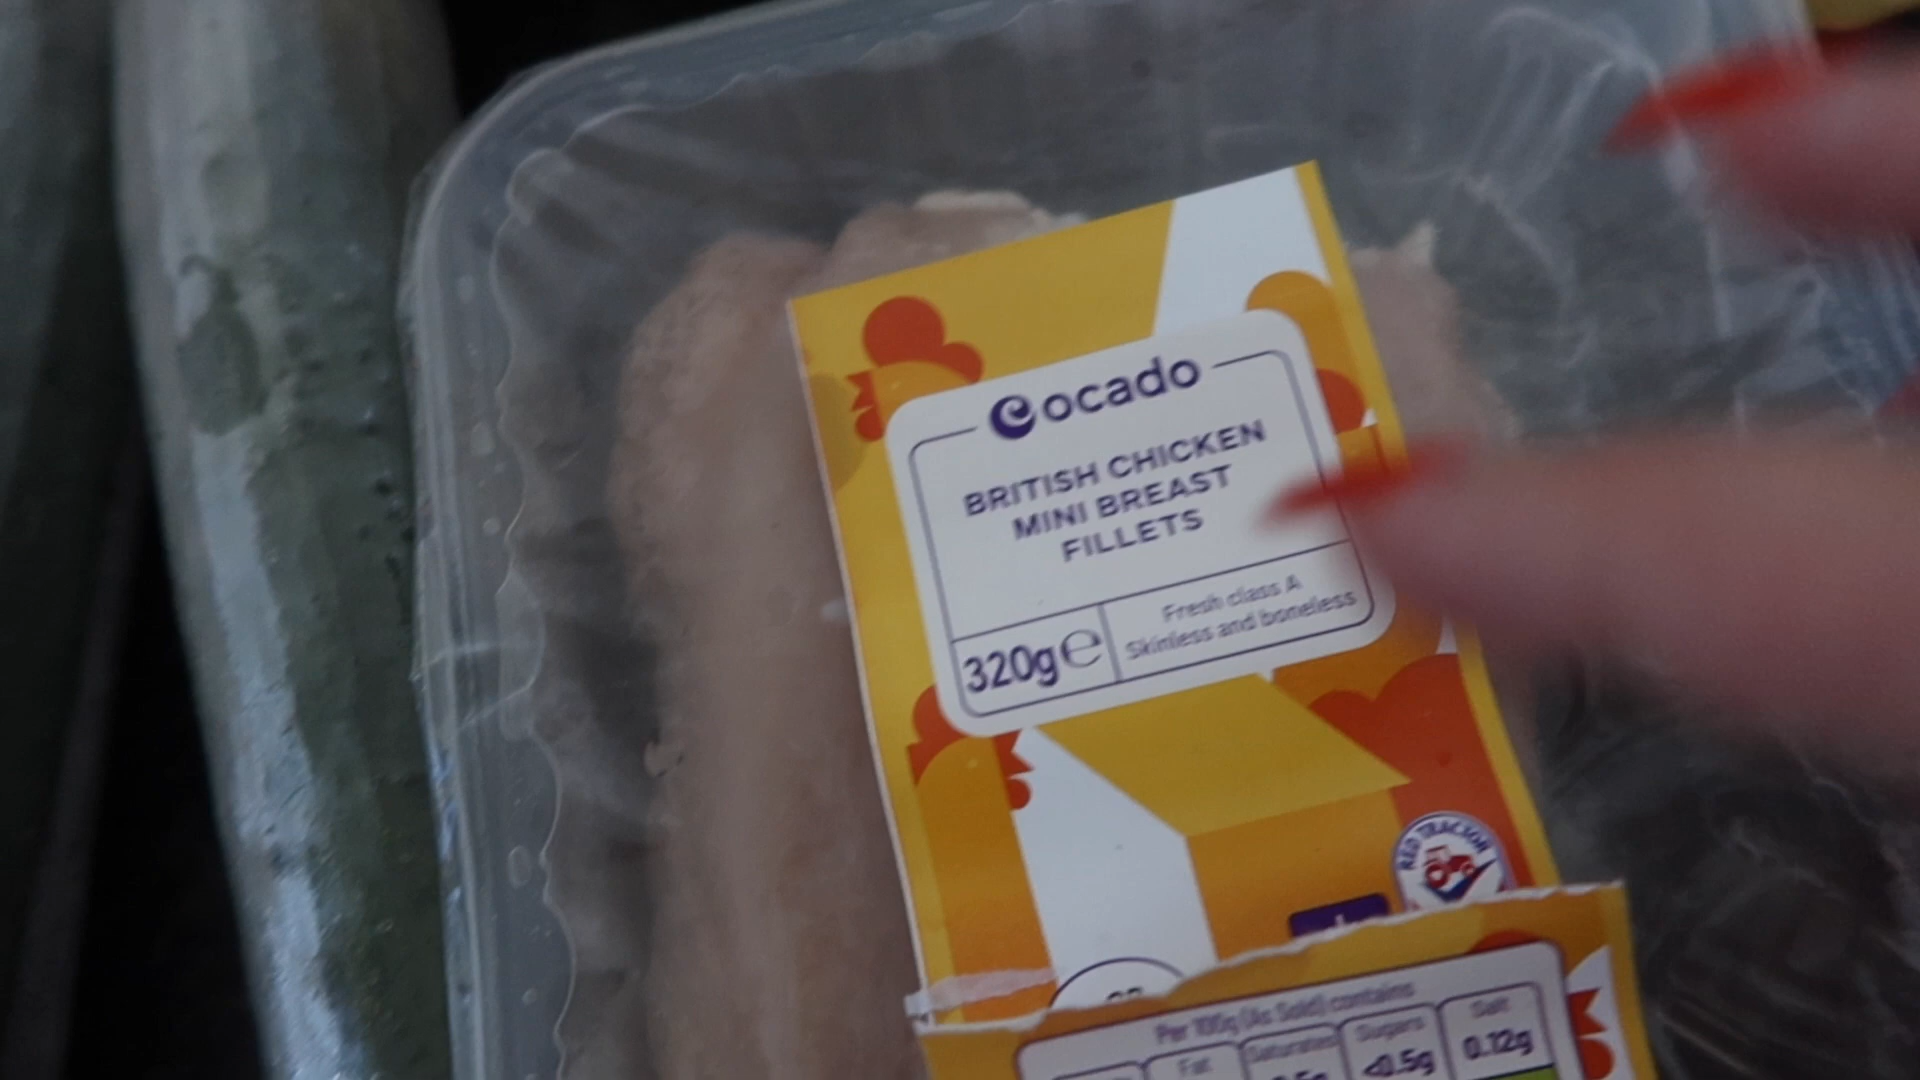 ocado
BRITISH CHICKEN
MINI BREAST
FILLETS
320g e
Fresh class A
Skinless and boneless
RED TRACTOR
Per 100g (As Sold) contains
Fat
Saturates
Sugars
Salt
<0.5g
0.12g